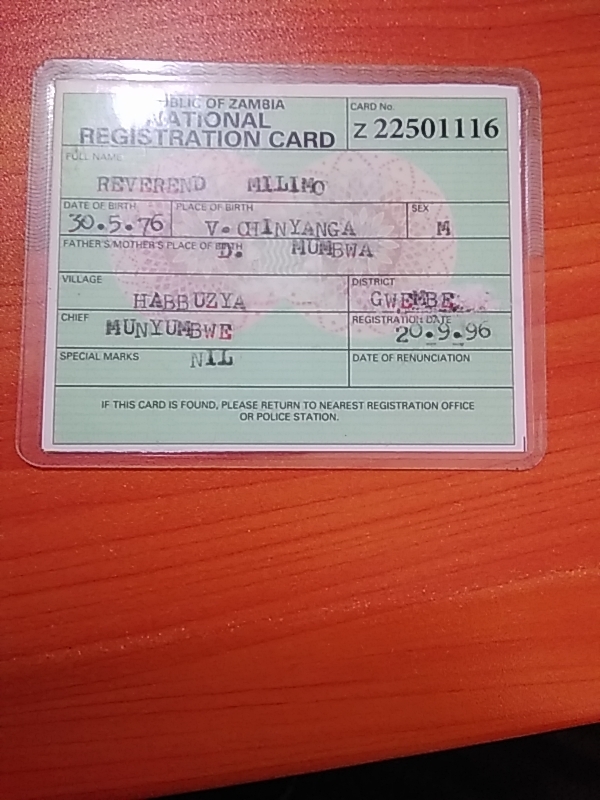 REPUBLIC OF ZAMBIA
NATIONAL
REGISTRATION CARD
CARD No.
Z 22501116
FULL NAME
REVEREND MILIMO
DATE OF BIRTH
30.5.76
PLACE OF BIRTH
V. CHINYANGA
SEX
M
FATHER'S/MOTHER'S PLACE OF BIRTH
D. MUMBWA
VILLAGE
HABBUZYA
DISTRICT
GWEMBE
CHIEF
MUNYUMBWE
REGISTRATION DATE
20.9.96
SPECIAL MARKS
NIL
DATE OF RENUNCIATION
IF THIS CARD IS FOUND, PLEASE RETURN TO NEAREST REGISTRATION OFFICE
OR POLICE STATION.